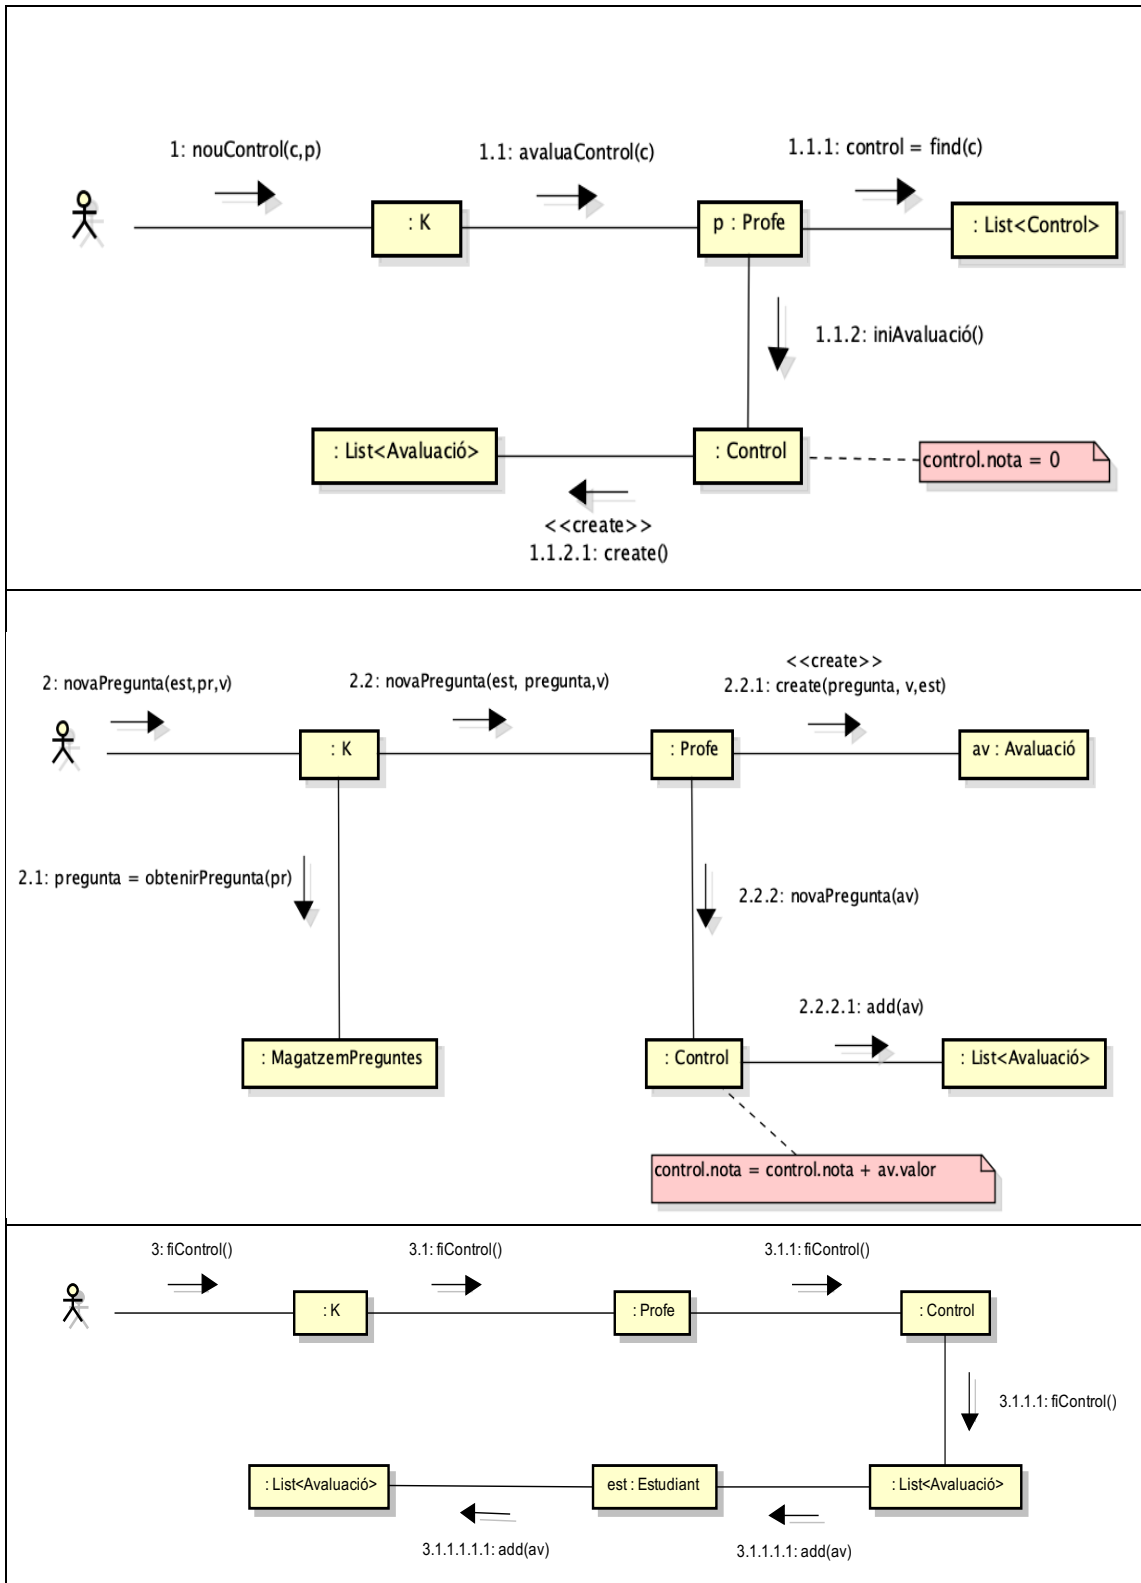 1: nouControl(c,p)
1.1: avaluaControl(c)
1.1.1: control = find(c)
: K
p : Profe
: List<Control>
1.1.2: iniAvaluació()
: List<Avaluació>
: Control
control.nota = 0
<<create>>
1.1.2.1: create()
2: novaPregunta(est,pr,v)
2.2: novaPregunta(est, pregunta,v)
<<create>>
2.2.1: create(pregunta, v,est)
: K
: Profe
av : Avaluació
2.1: pregunta = obtenirPregunta(pr)
2.2.2: novaPregunta(av)
2.2.2.1: add(av)
: MagatzemPreguntes
: Control
: List<Avaluació>
control.nota = control.nota + av.valor
3: fiControl()
3.1: fiControl()
3.1.1: fiControl()
: K
: Profe
: Control
3.1.1.1: fiControl()
: List<Avaluació>
est : Estudiant
: List<Avaluació>
3.1.1.1.1.1: add(av)
3.1.1.1.1: add(av)